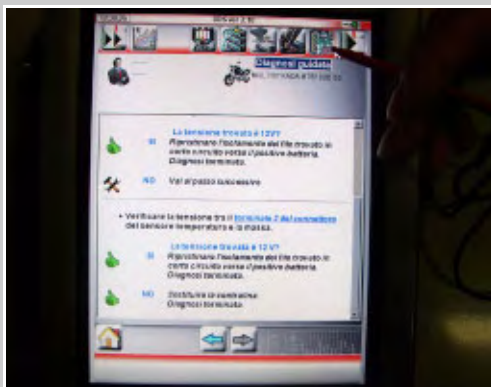 Diagnosi guidata
La tensione trovata è 12V?
SI Ripristinare l'isolamento del filo trovato in
corto circuito verso il positivo batteria.
Diagnosi terminata.
NO Vai al passo successivo
• Verificare la tensione tra il terminale 2 del connettore
del sensore temperatura e la massa.
La tensione trovata è 12 V?
SI Ripristinare l'isolamento del filo trovato in
corto circuito verso il positivo batteria.
Diagnosi terminata.
NO Sostituire la centralina
Diagnosi terminata